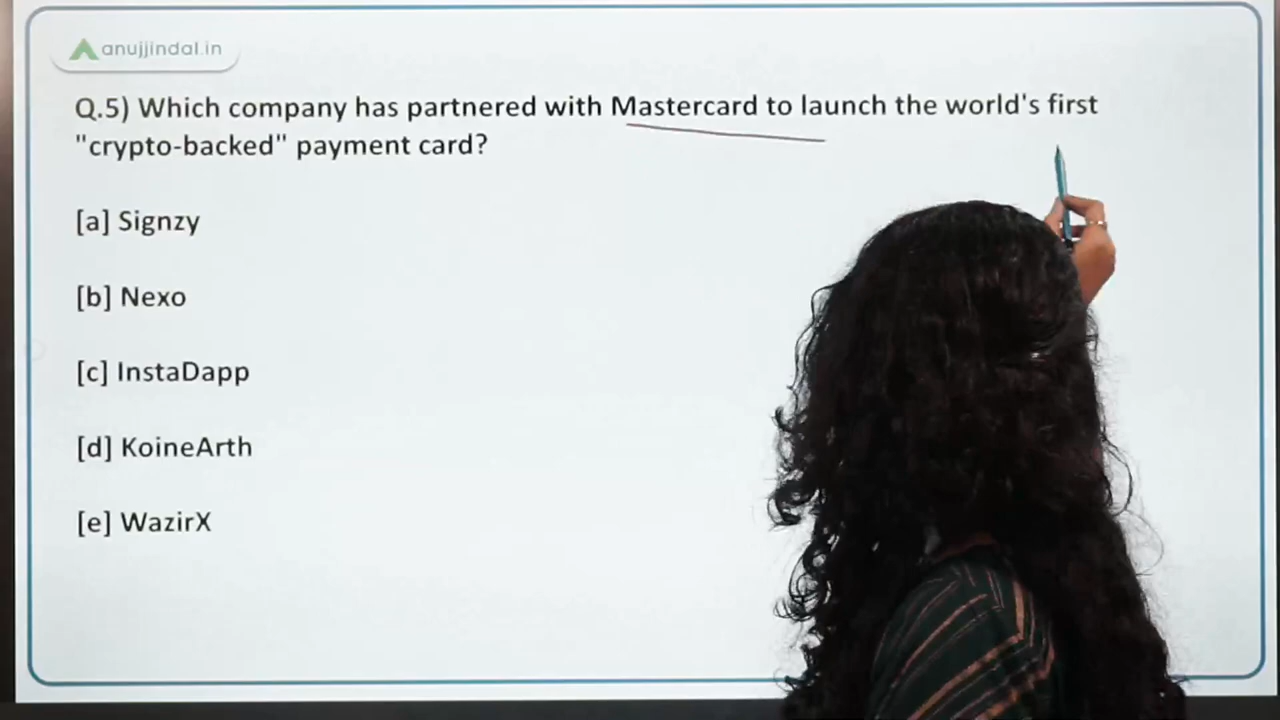 anujjindal.in
Q.5) Which company has partnered with Mastercard to launch the world's first
"crypto-backed" payment card?
[a] Signzy
[b] Nexo
[c] InstaDapp
[d] KoineArth
[e] WazirX